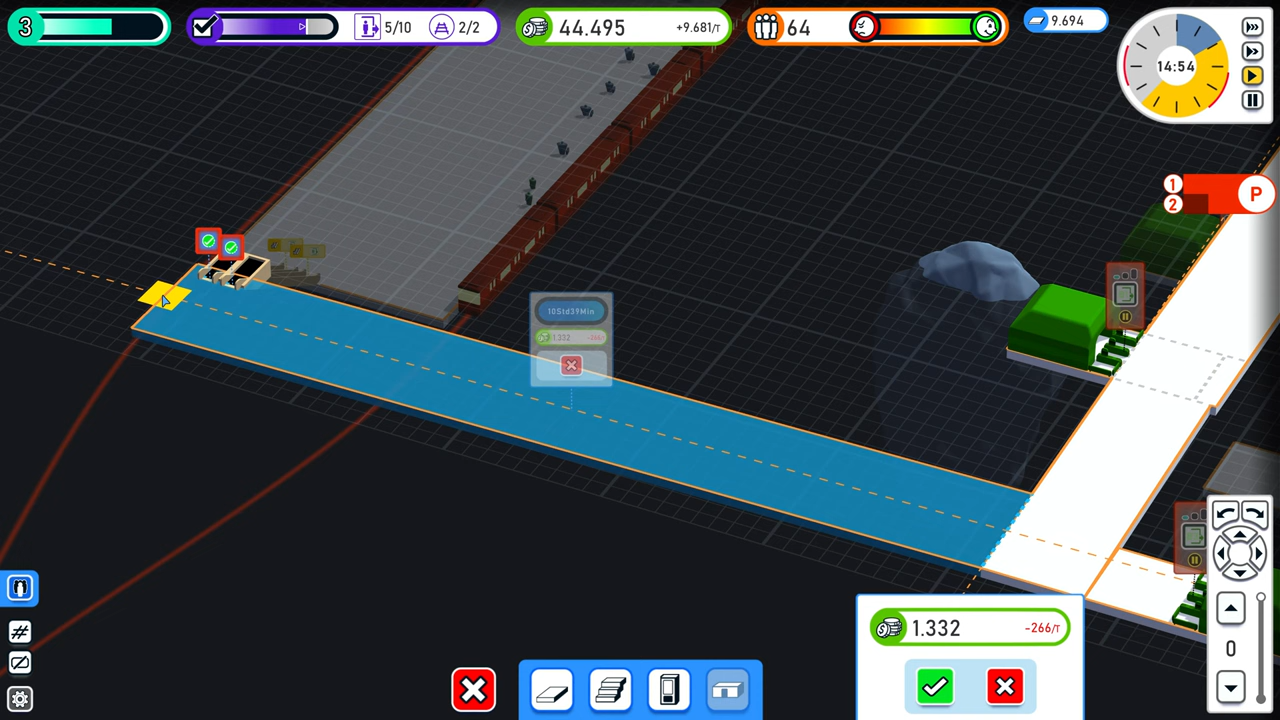 3
5/10
2/2
44.495
+9.681/T
64
9.694
14:54
1
2
P
10Std39Min
1.332
-266/T
1.332
-266/T
0